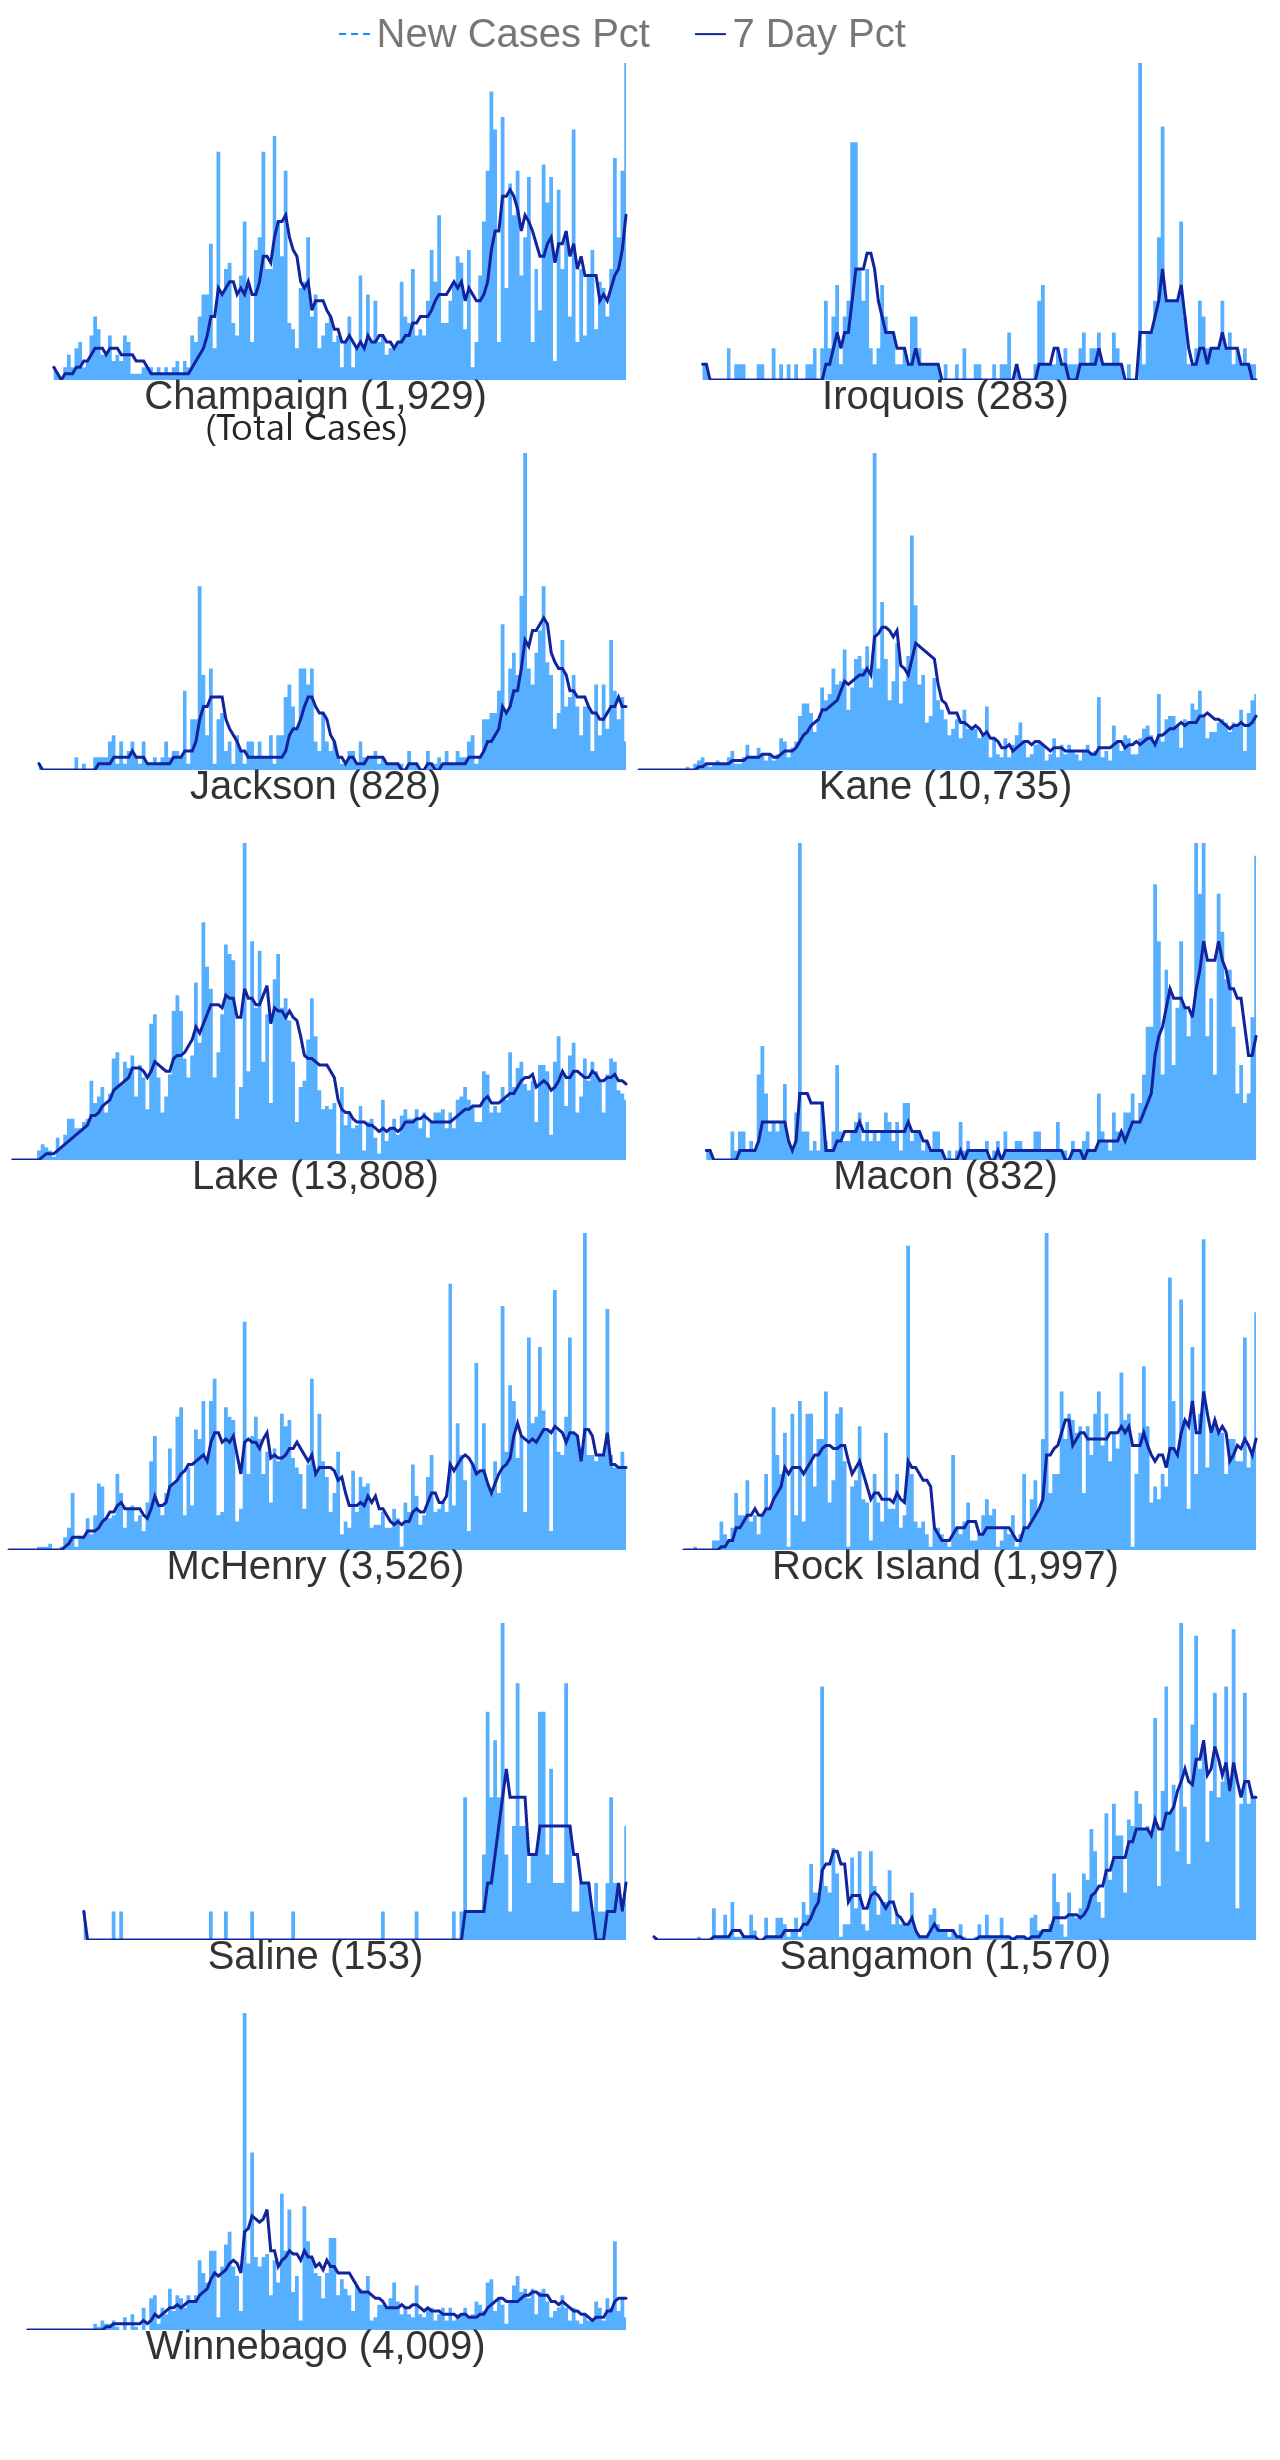 New Cases Pct 7 Day Pct
Champaign (1,929) Iroquois (283)
(Total Cases)
Jackson (828) Kane (10,735)
Lake (13,808) Macon (832)
McHenry (3,526) Rock Island (1,997)
Saline (153) Sangamon (1,570)
Winnebago (4,009)